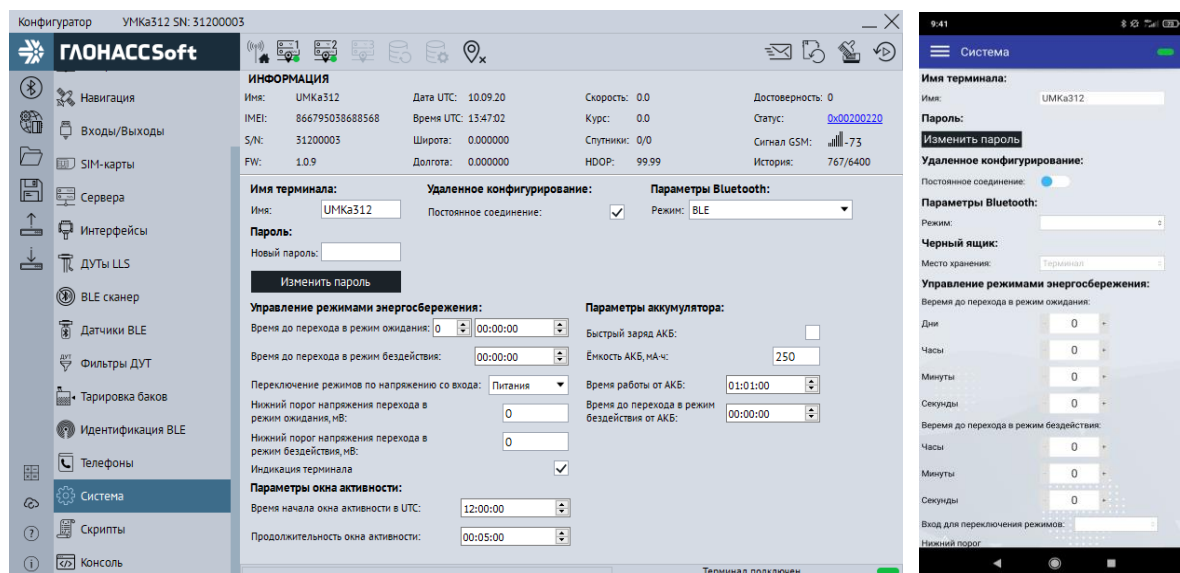 Конфигуратор УМКа312 SN: 31200003
ГЛОНАССSoft
1 2
Навигация
Входы/Выходы
SIM-карты
Сервера
Интерфейсы
ДУТы LLS
BLE сканер
Датчики BLE
Фильтры ДУТ
Тарировка баков
Идентификация BLE
Телефоны
Система
Скрипты
Консоль
ИНФОРМАЦИЯ
Имя: UMKa312 Дата UTC: 10.09.20 Скорость: 0.0 Достоверность: 0
IMEI: 866795038688568 Время UTC: 13:47:02 Курс: 0.0 Статус: 0x00200220
S/N: 31200003 Широта: 0.000000 Спутники: 0/0 Сигнал GSM: -73
FW: 1.0.9 Долгота: 0.000000 HDOP: 99.99 История: 767/6400
Имя терминала: Удаленное конфигурирование: Параметры Bluetooth:
Имя: UMKa312 Постоянное соединение: Режим: BLE
Пароль:
Новый пароль:
Изменить пароль
Управление режимами энергосбережения: Параметры аккумулятора:
Время до перехода в режим ожидания: 0 00:00:00 Быстрый заряд АКБ:
Время до перехода в режим бездействия: 00:00:00 Ёмкость АКБ, мА·ч: 250
Переключение режимов по напряжению со входа: Питания Время работы от АКБ: 01:01:00
Нижний порог напряжения перехода в
режим ожидания, мВ: 0
Время до перехода в режим
бездействия от АКБ: 00:00:00
Нижний порог напряжения перехода в
режим бездействия, мВ: 0
Индикация терминала
Параметры окна активности:
Время начала окна активности в UTC: 12:00:00
Продолжительность окна активности: 00:05:00
Терминал подключен
9:41
Система
Имя терминала:
Имя: UMKa312
Пароль:
Изменить пароль
Удаленное конфигурирование:
Постоянное соединение:
Параметры Bluetooth:
Режим:
Черный ящик:
Место хранения: Терминал
Управление режимами энергосбережения:
Веремя до перехода в режим ожидания:
Дни - 0 +
Часы - 0 +
Минуты - 0 +
Секунды - 0 +
Веремя до перехода в режим бездействия:
Часы - 0 +
Минуты - 0 +
Секунды - 0 +
Вход для переключения режимов:
Нижний порог